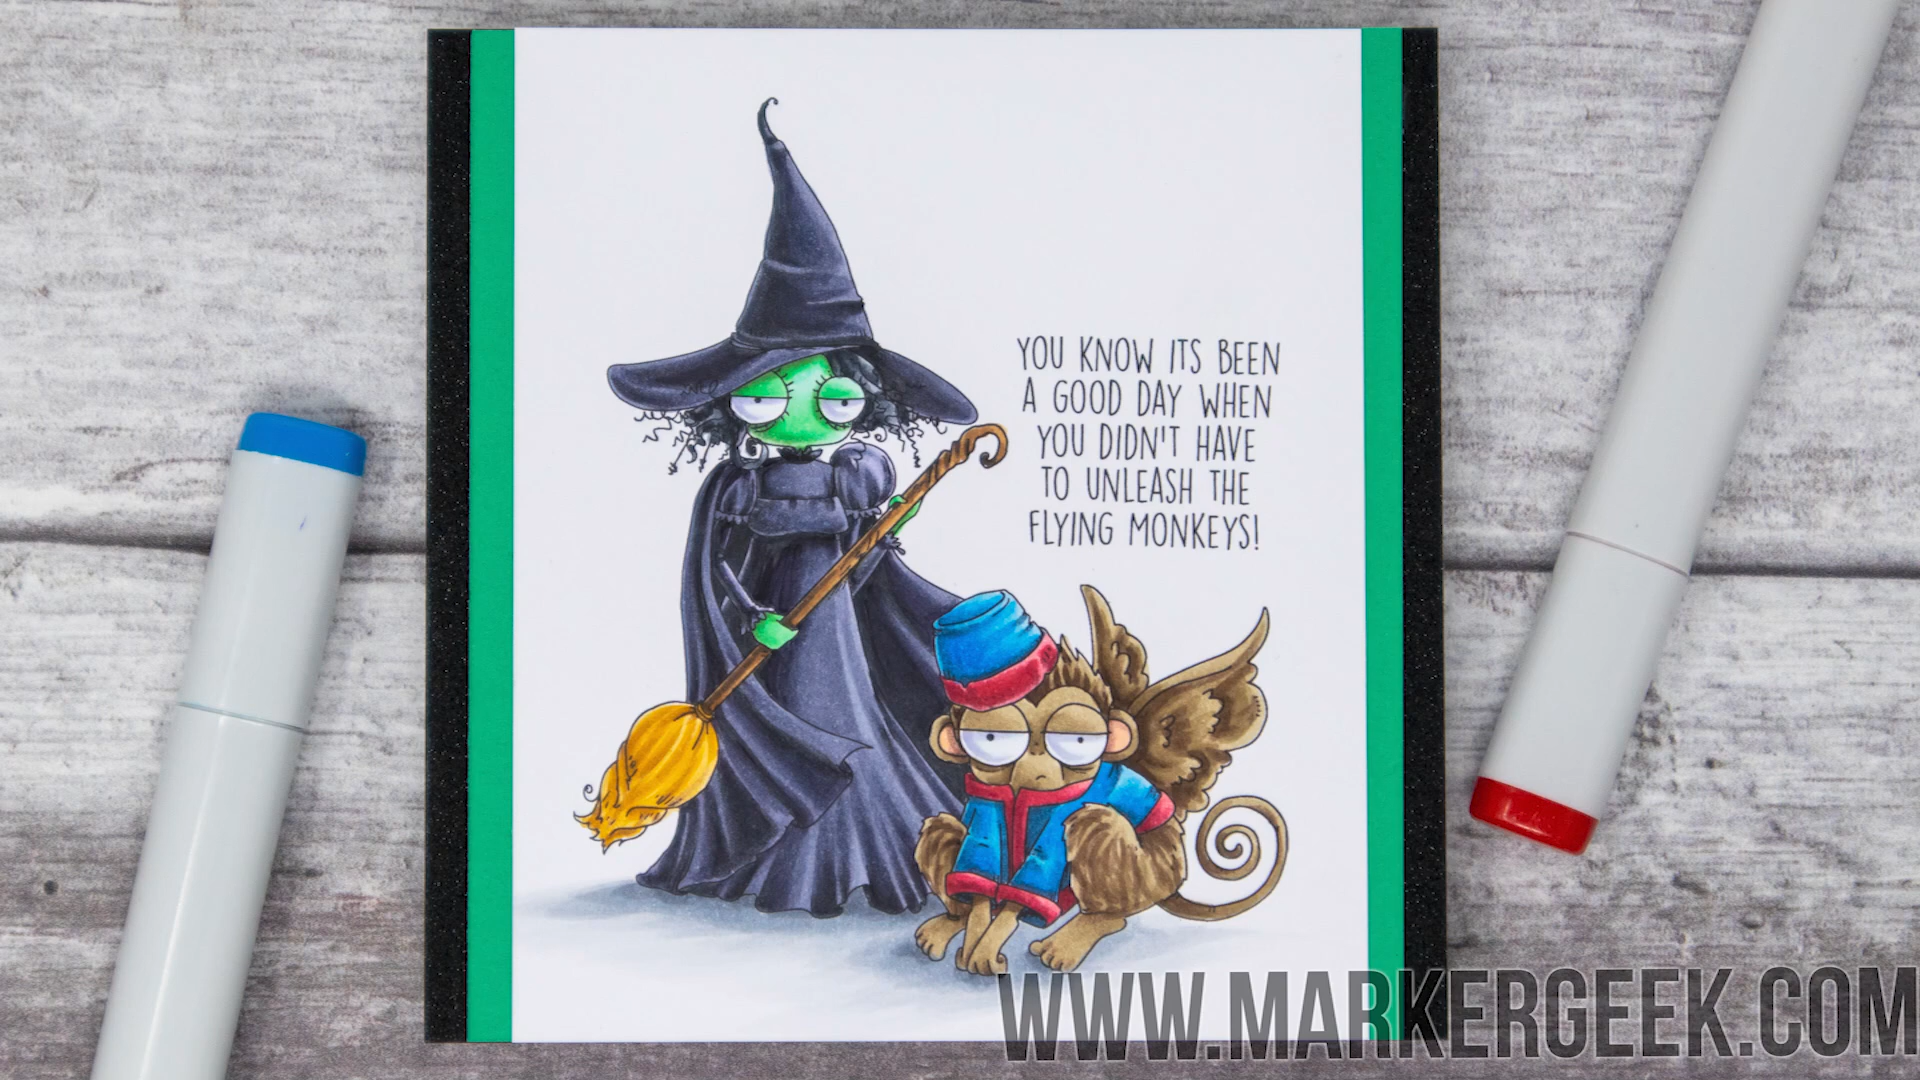 YOU KNOW ITS BEEN
A GOOD DAY WHEN
YOU DIDN'T HAVE
TO UNLEASH THE
FLYING MONKEYS!
WWW.MARKERGEEK.COM